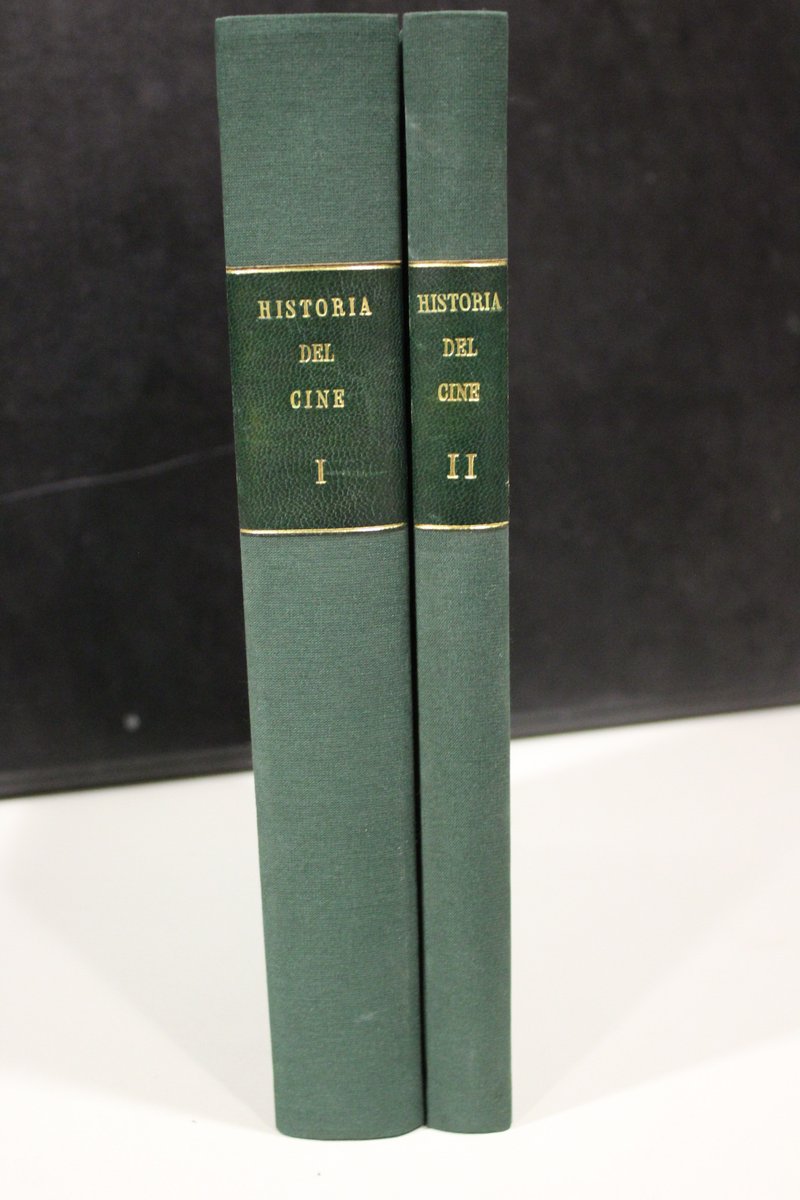 HISTORIA
DEL
CINE
I
HISTORIA
DEL
CINE
II